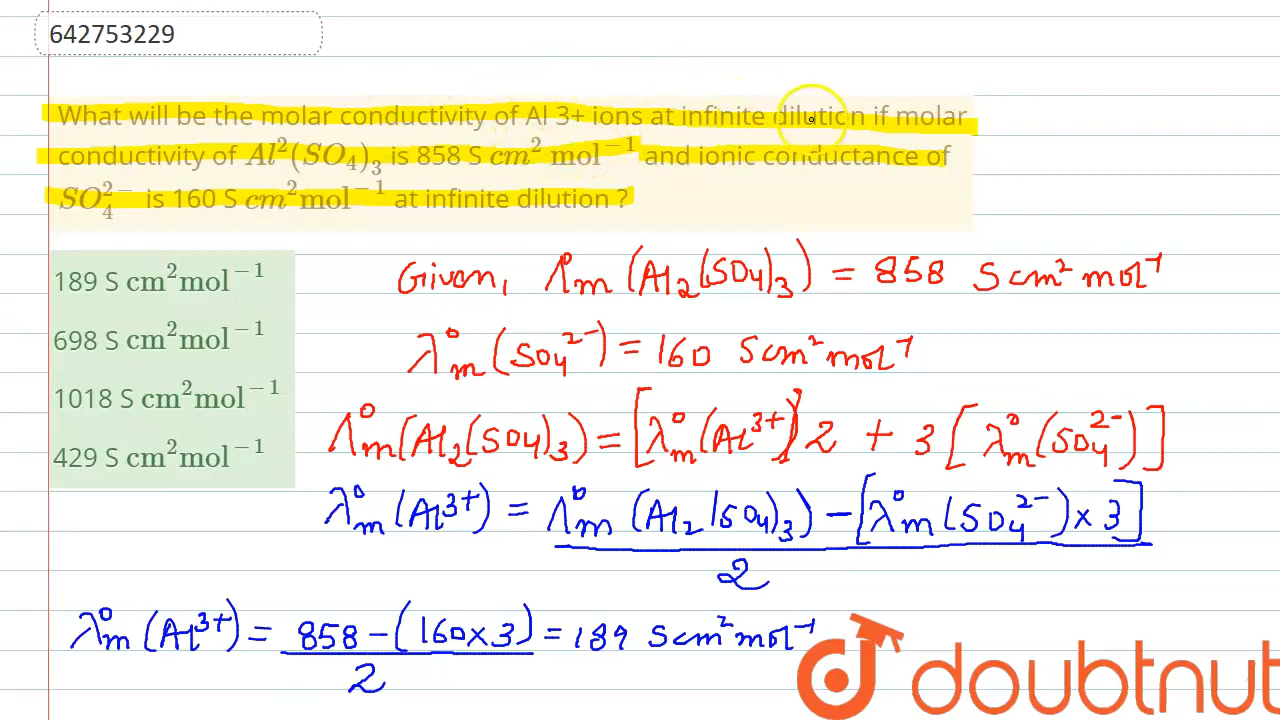 642753229
What will be the molar conductivity of Al 3+ ions at infinite dilution if molar
conductivity of Al²(SO₄)₃ is 858 S cm² mol⁻¹ and ionic conductance of
SO₄²⁻ is 160 S cm²mol⁻¹ at infinite dilution ?
189 S cm²mol⁻¹
698 S cm²mol⁻¹
1018 S cm²mol⁻¹
429 S cm²mol⁻¹
Given, Λ°m (Al₂(SO₄)₃) = 858 S cm² mol⁻¹
λ°m (SO₄²⁻) = 160 S cm² mol⁻¹
Λ°m (Al₂(SO₄)₃) = [λ°m (Al³⁺)] 2 + 3 [λ°m (SO₄²⁻)]
λ°m (Al³⁺) = Λ°m (Al₂(SO₄)₃) – [λ°m (SO₄²⁻) × 3]
2
λ°m (Al³⁺) = 858 – (160×3) = 189 S cm² mol⁻¹
2
doubtnut